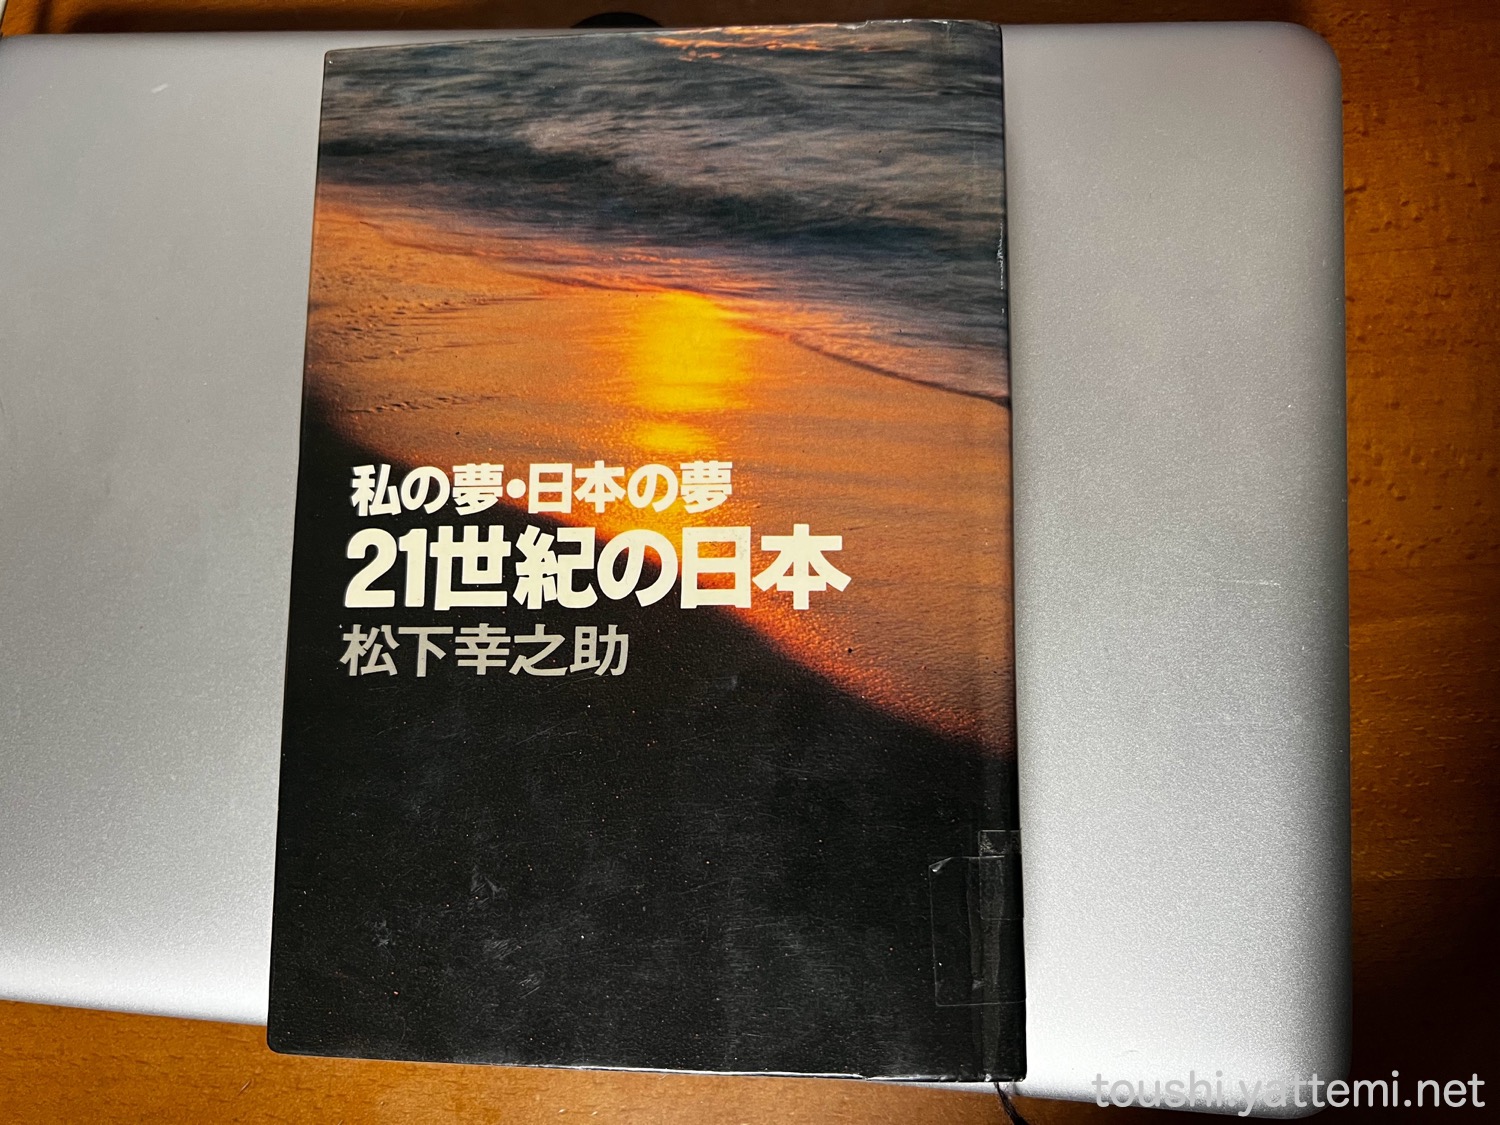 私の夢・日本の夢
21世紀の日本
松下幸之助
toushi.yattemi.net